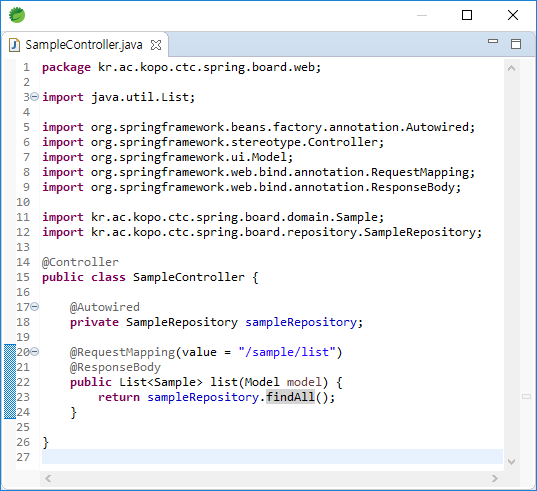 SampleController.java
1 package kr.ac.kopo.ctc.spring.board.web;
2
3 import java.util.List;
4
5 import org.springframework.beans.factory.annotation.Autowired;
6 import org.springframework.stereotype.Controller;
7 import org.springframework.ui.Model;
8 import org.springframework.web.bind.annotation.RequestMapping;
9 import org.springframework.web.bind.annotation.ResponseBody;
10
11 import kr.ac.kopo.ctc.spring.board.domain.Sample;
12 import kr.ac.kopo.ctc.spring.board.repository.SampleRepository;
13
14 @Controller
15 public class SampleController {
16
17     @Autowired
18     private SampleRepository sampleRepository;
19
20     @RequestMapping(value = "/sample/list")
21     @ResponseBody
22     public List<Sample> list(Model model) {
23         return sampleRepository.findAll();
24     }
25
26 }
27